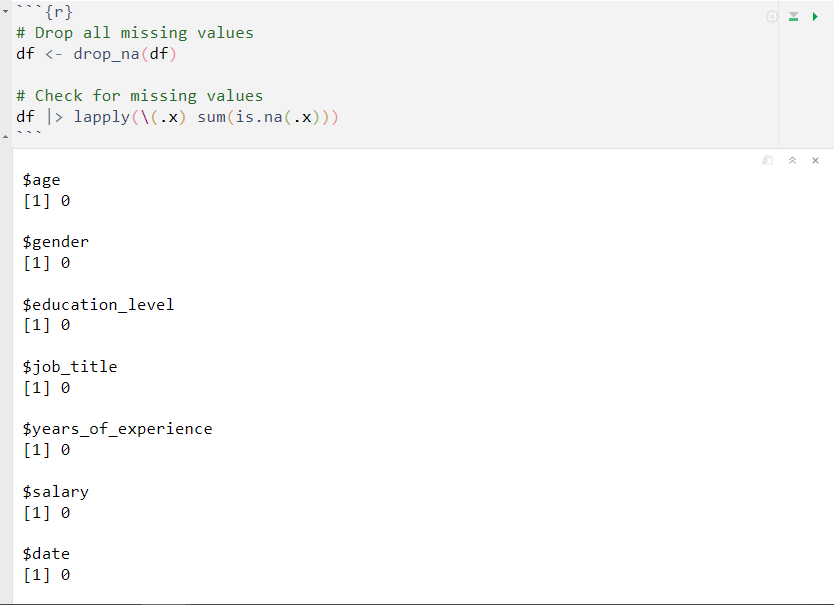 ```{r}
# Drop all missing values
df <- drop_na(df)
# Check for missing values
df |> lapply(\(.x) sum(is.na(.x)))
```
$age
[1] 0
$gender
[1] 0
$education_level
[1] 0
$job_title
[1] 0
$years_of_experience
[1] 0
$salary
[1] 0
$date
[1] 0